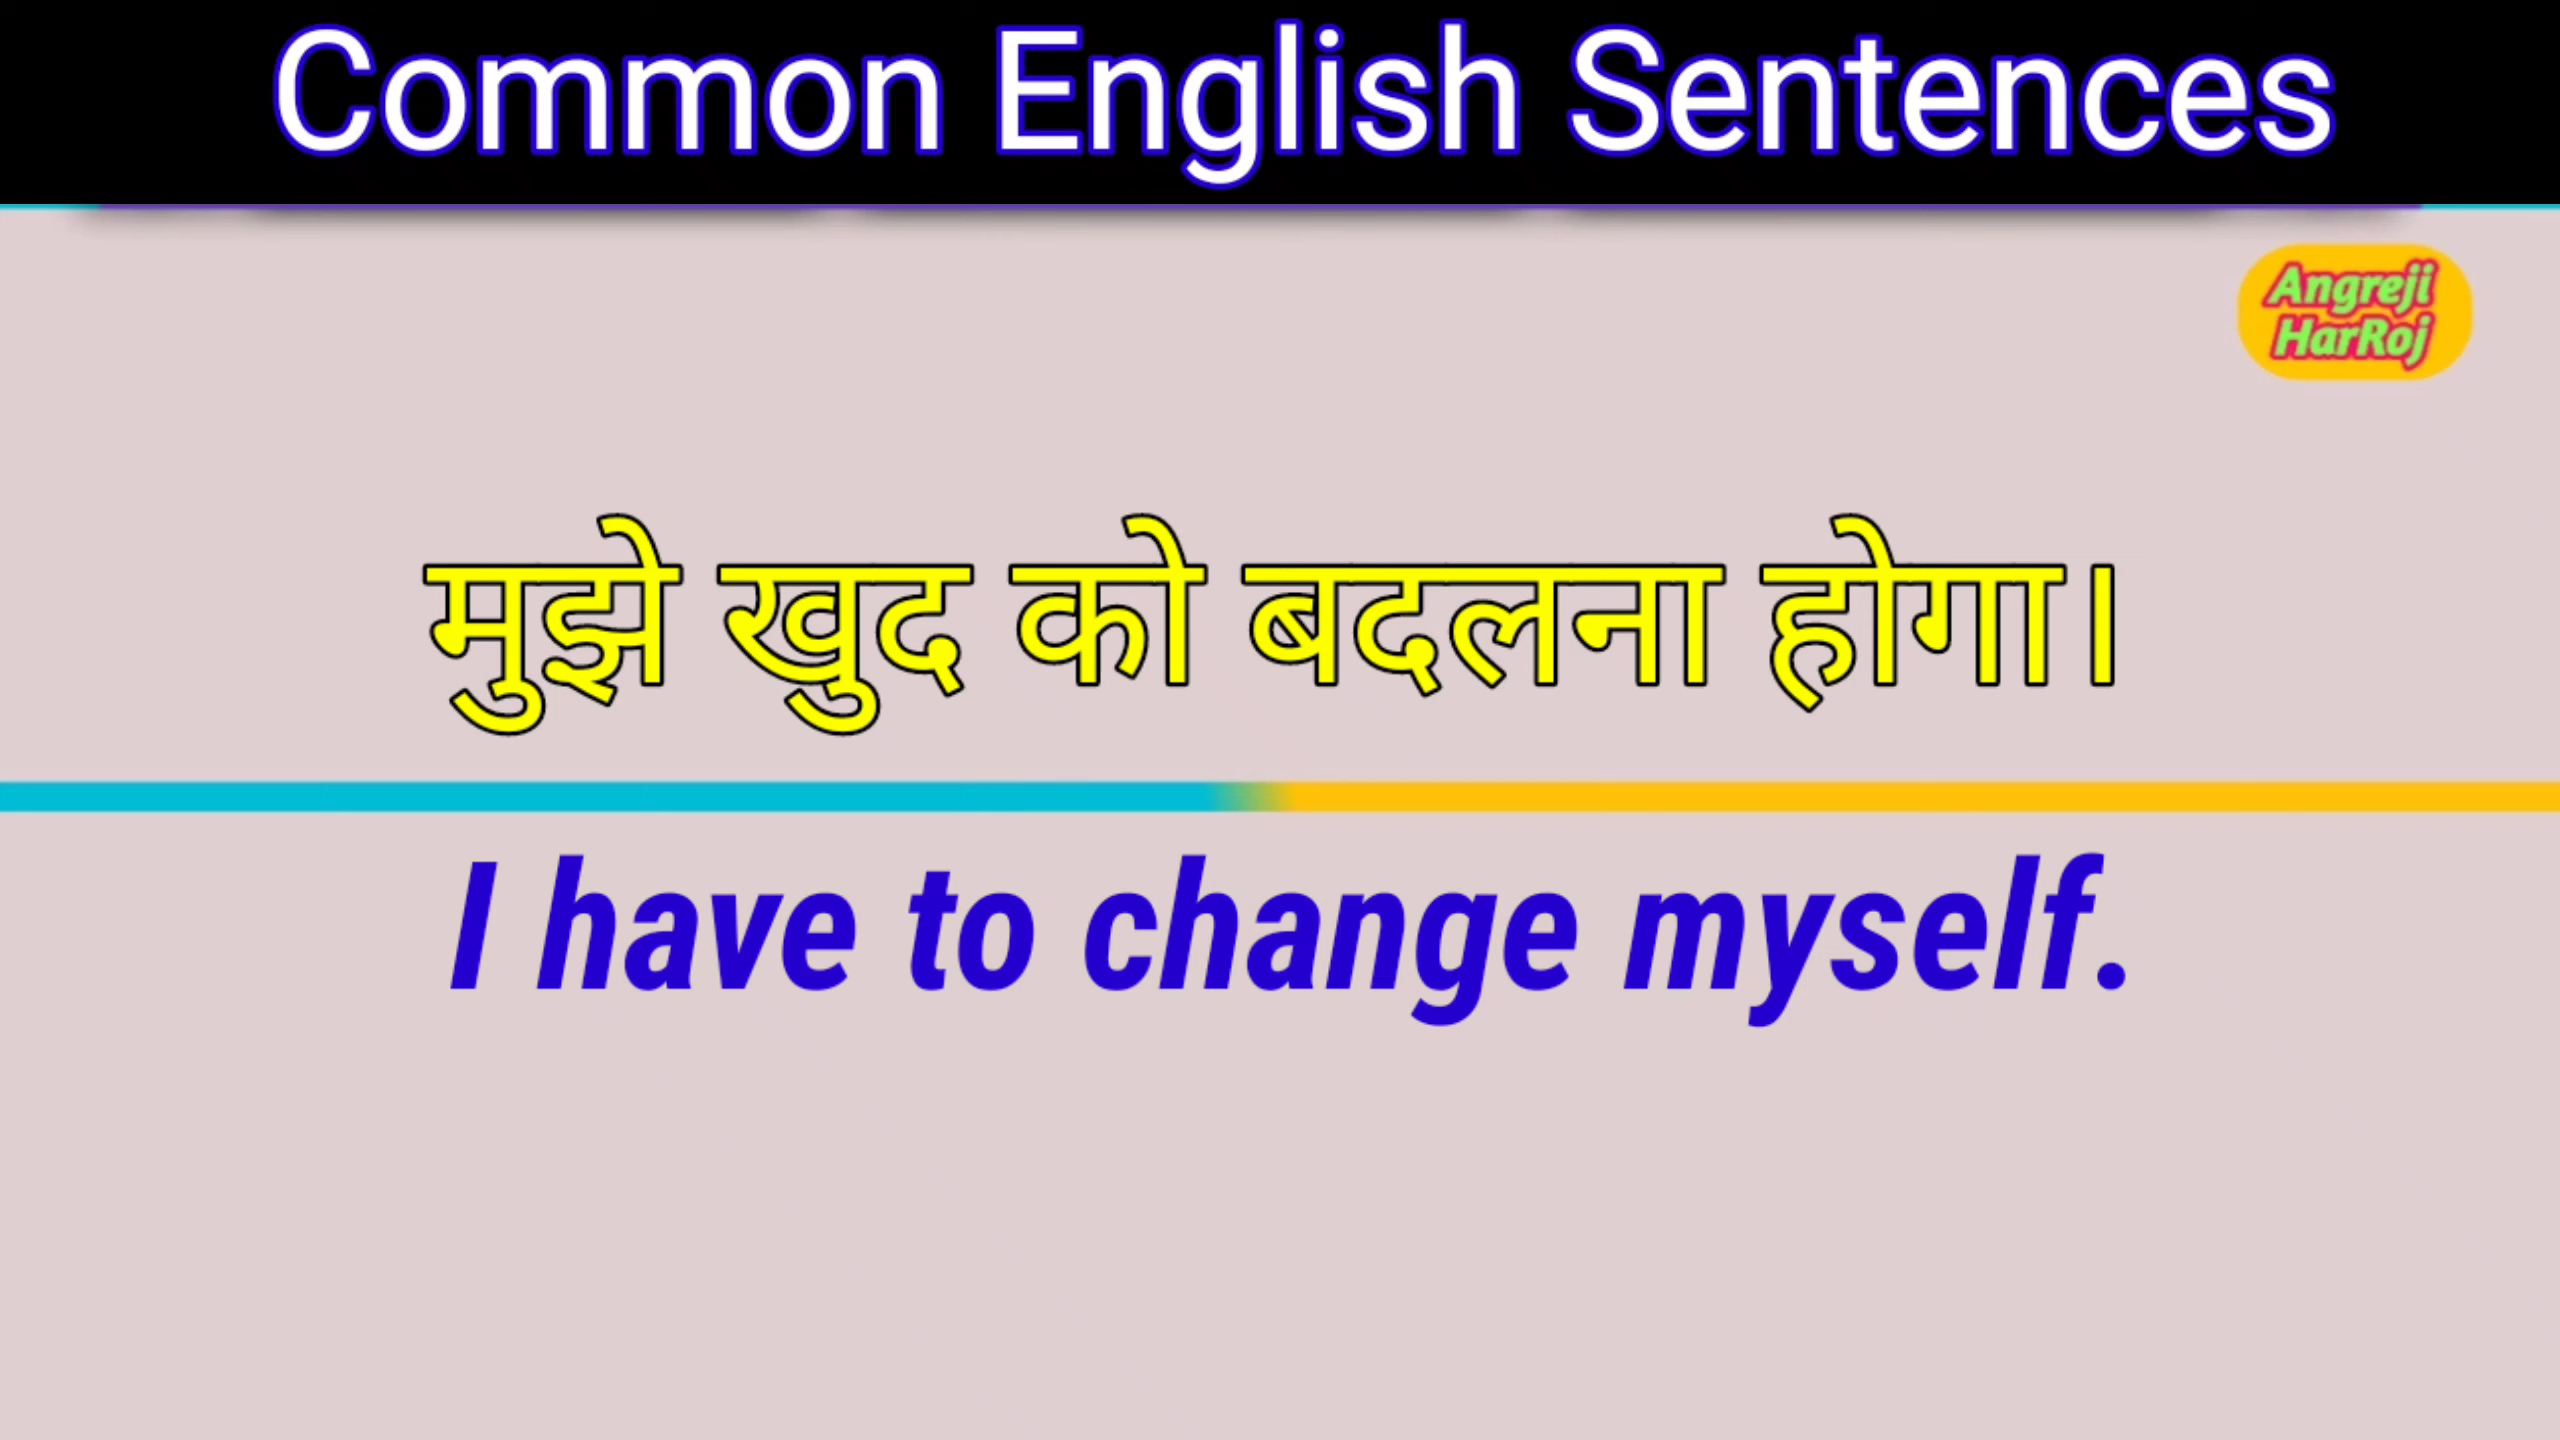 Common English Sentences
Angreji
HarRoj
मुझे खुद को बदलना होगा।
I have to change myself.